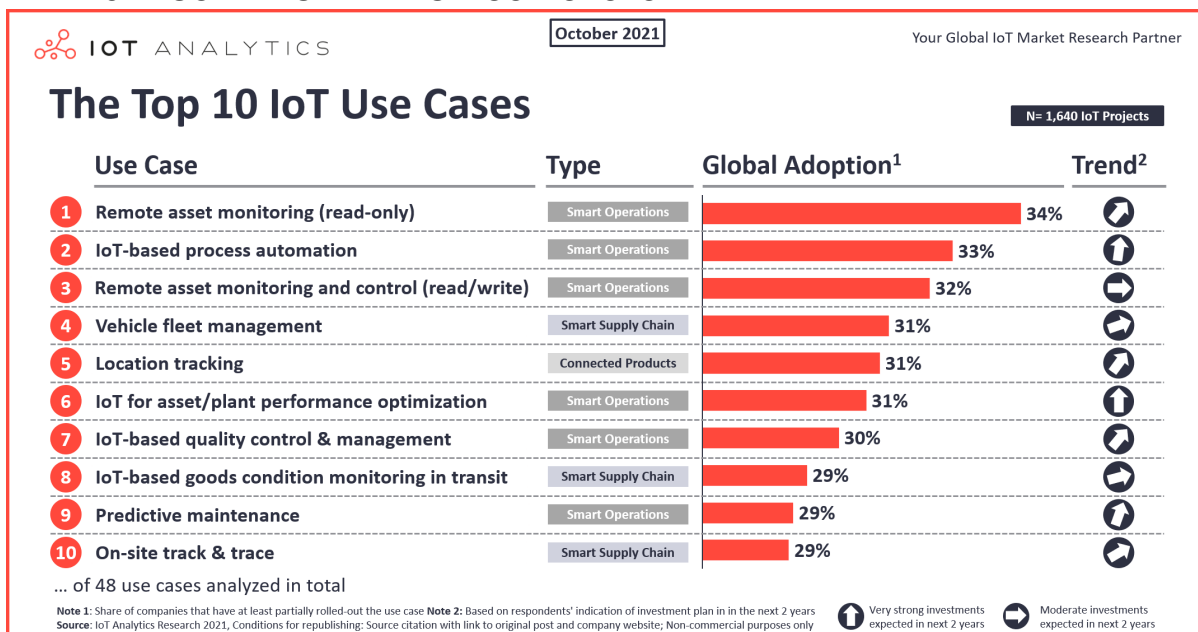 IOT ANALYTICS
October 2021
Your Global IoT Market Research Partner
The Top 10 IoT Use Cases
N= 1,640 IoT Projects
Use Case Type Global Adoption1 Trend2
1 Remote asset monitoring (read-only) Smart Operations 34%
2 IoT-based process automation Smart Operations 33%
3 Remote asset monitoring and control (read/write) Smart Operations 32%
4 Vehicle fleet management Smart Supply Chain 31%
5 Location tracking Connected Products 31%
6 IoT for asset/plant performance optimization Smart Operations 31%
7 IoT-based quality control & management Smart Operations 30%
8 IoT-based goods condition monitoring in transit Smart Supply Chain 29%
9 Predictive maintenance Smart Operations 29%
10 On-site track & trace Smart Supply Chain 29%
... of 48 use cases analyzed in total
Note 1: Share of companies that have at least partially rolled-out the use case Note 2: Based on respondents' indication of investment plan in in the next 2 years
Source: IoT Analytics Research 2021, Conditions for republishing: Source citation with link to original post and company website; Non-commercial purposes only
Very strong investments
expected in next 2 years
Moderate investments
expected in next 2 years